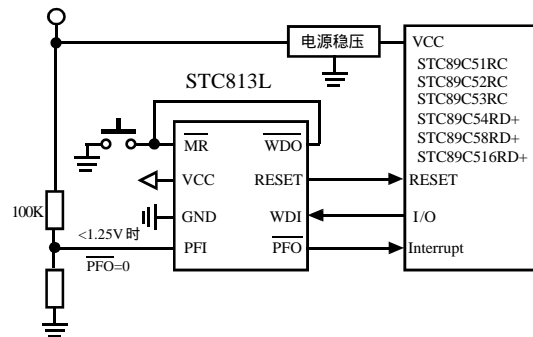 电源稳压
VCC
STC89C51RC
STC89C52RC
STC89C53RC
STC89C54RD+
STC89C58RD+
STC89C516RD+
RESET
I/O
Interrupt
STC813L
MR
WDO
VCC
RESET
GND
WDI
PFI
PFO
100K
<1.25V 时
PFO=0